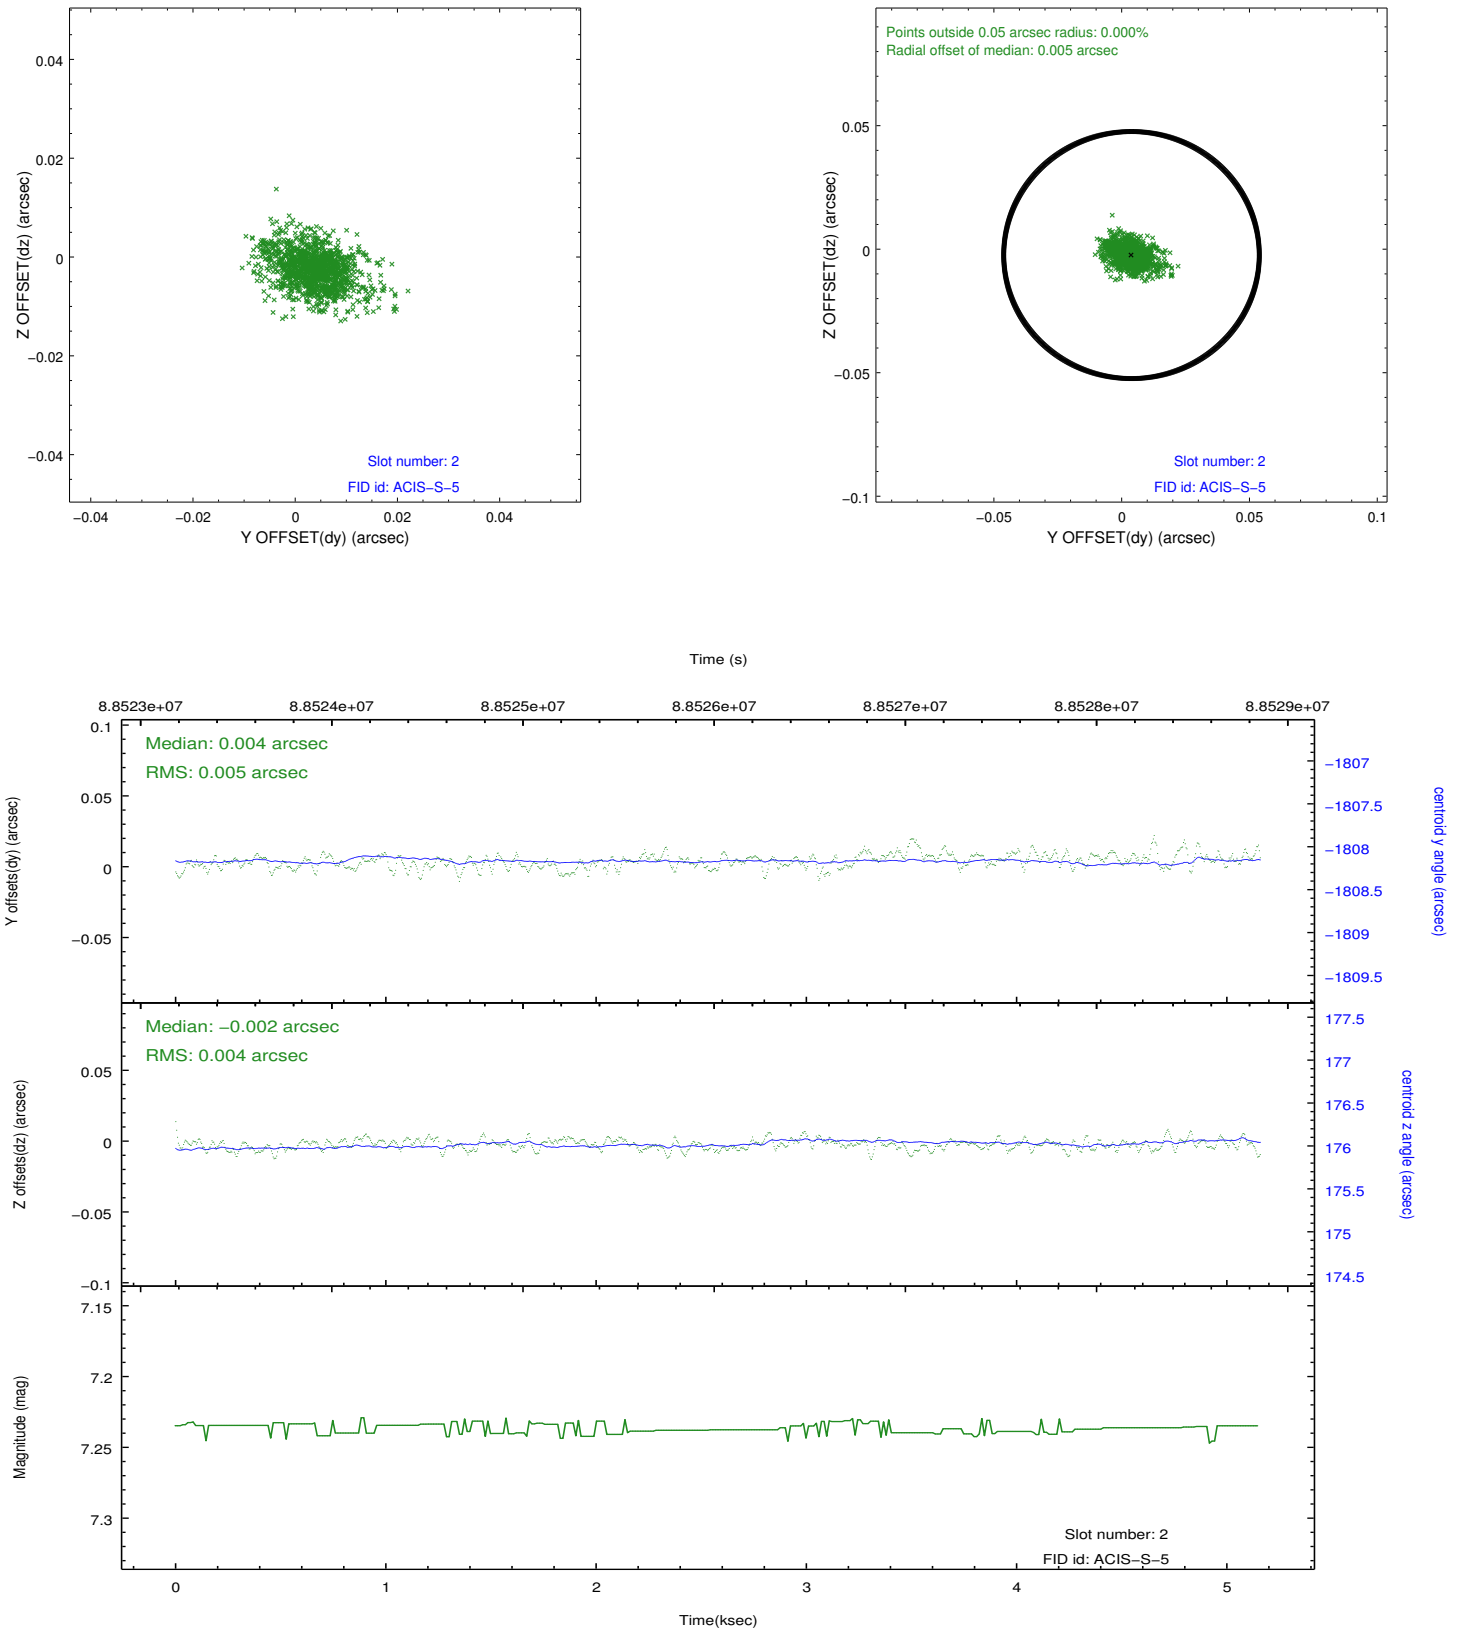 0.04
0.02
0
−0.02
−0.04
Z OFFSET(dz) (arcsec)
Slot number: 2
FID id: ACIS−S−5
−0.04
−0.02
0
0.02
0.04
Y OFFSET(dy) (arcsec)
Points outside 0.05 arcsec radius: 0.000%
Radial offset of median: 0.005 arcsec
0.05
0
−0.05
−0.1
Z OFFSET(dz) (arcsec)
Slot number: 2
FID id: ACIS−S−5
−0.05
0
0.05
0.1
Y OFFSET(dy) (arcsec)
Time (s)
8.8523e+07
8.8524e+07
8.8525e+07
8.8526e+07
8.8527e+07
8.8528e+07
8.8529e+07
0.1
0.05
0
−0.05
Y offsets(dy) (arcsec)
Median: 0.004 arcsec
RMS: 0.005 arcsec
−1807
−1807.5
−1808
−1808.5
−1809
−1809.5
centroid y angle (arcsec)
0.05
0
−0.05
−0.1
Z offsets(dz) (arcsec)
Median: −0.002 arcsec
RMS: 0.004 arcsec
177.5
177
176.5
176
175.5
175
174.5
centroid z angle (arcsec)
7.15
7.2
7.25
7.3
Magnitude (mag)
Slot number: 2
FID id: ACIS−S−5
0
1
2
3
4
5
Time(ksec)